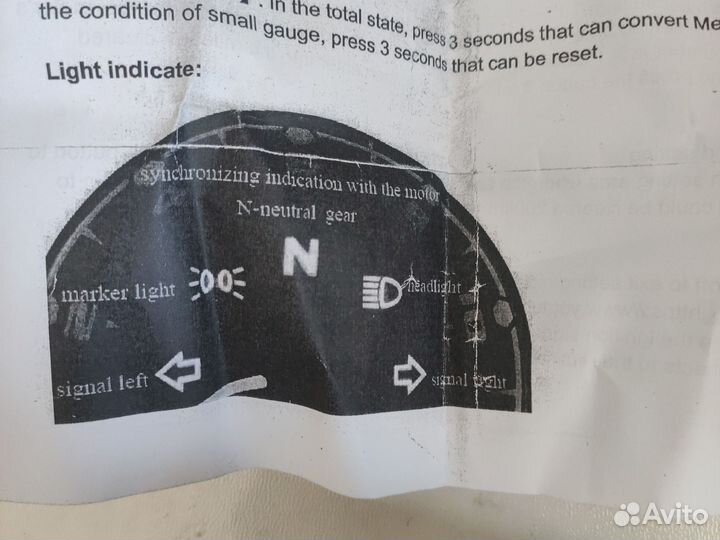 . In the total state, press 3 seconds that can convert Me
the condition of small gauge, press 3 seconds that can be reset.
Light indicate:
synchronizing indication with the motor
N-neutral gear
N
marker light
headlight
signal left
signal right
Avito